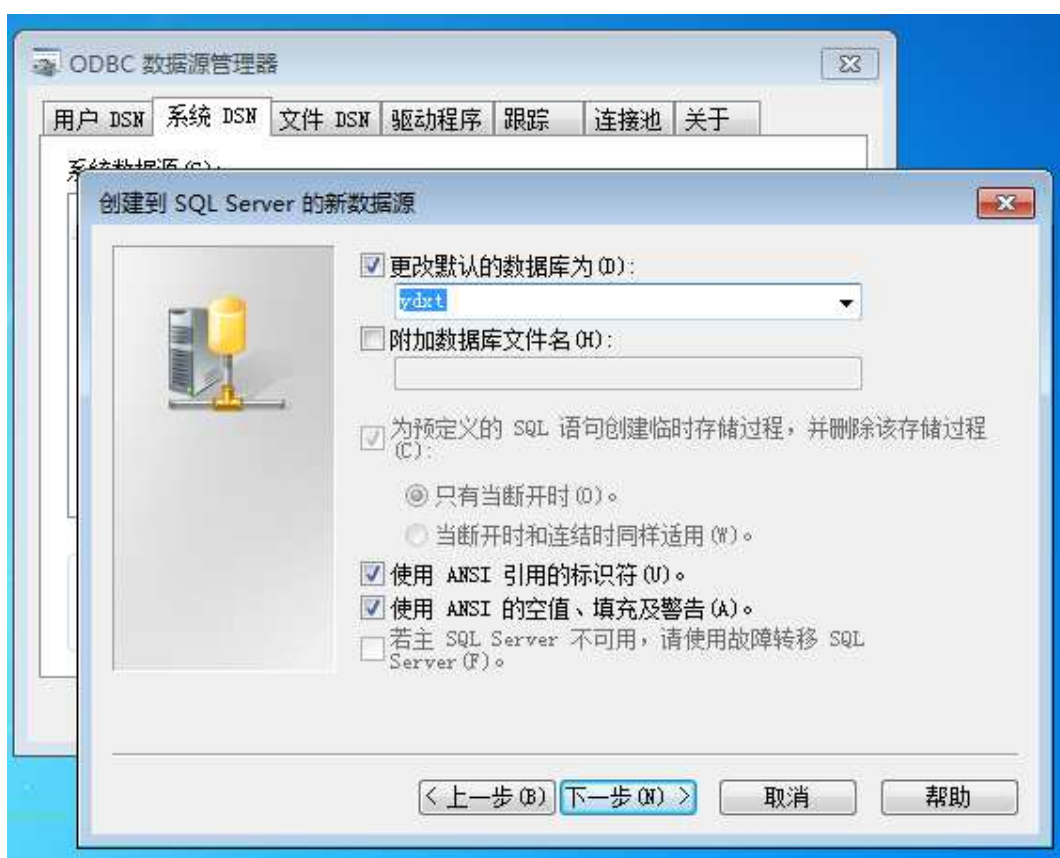 ODBC 数据源管理器
用户 DSN 系统 DSN 文件 DSN 驱动程序 跟踪 连接池 关于
系统数据源(S):
创建到 SQL Server 的新数据源
更改默认的数据库为(D):
ydxt
附加数据库文件名(H):
为预定义的 SQL 语句创建临时存储过程，并删除该存储过程
(C):
只有当断开时(O)。
当断开时和连结时同样适用(W)。
使用 ANSI 引用的标识符(U)。
使用 ANSI 的空值、填充及警告(A)。
若主 SQL Server 不可用，请使用故障转移 SQL
Server(F)。
< 上一步(B) 下一步(N) > 取消 帮助